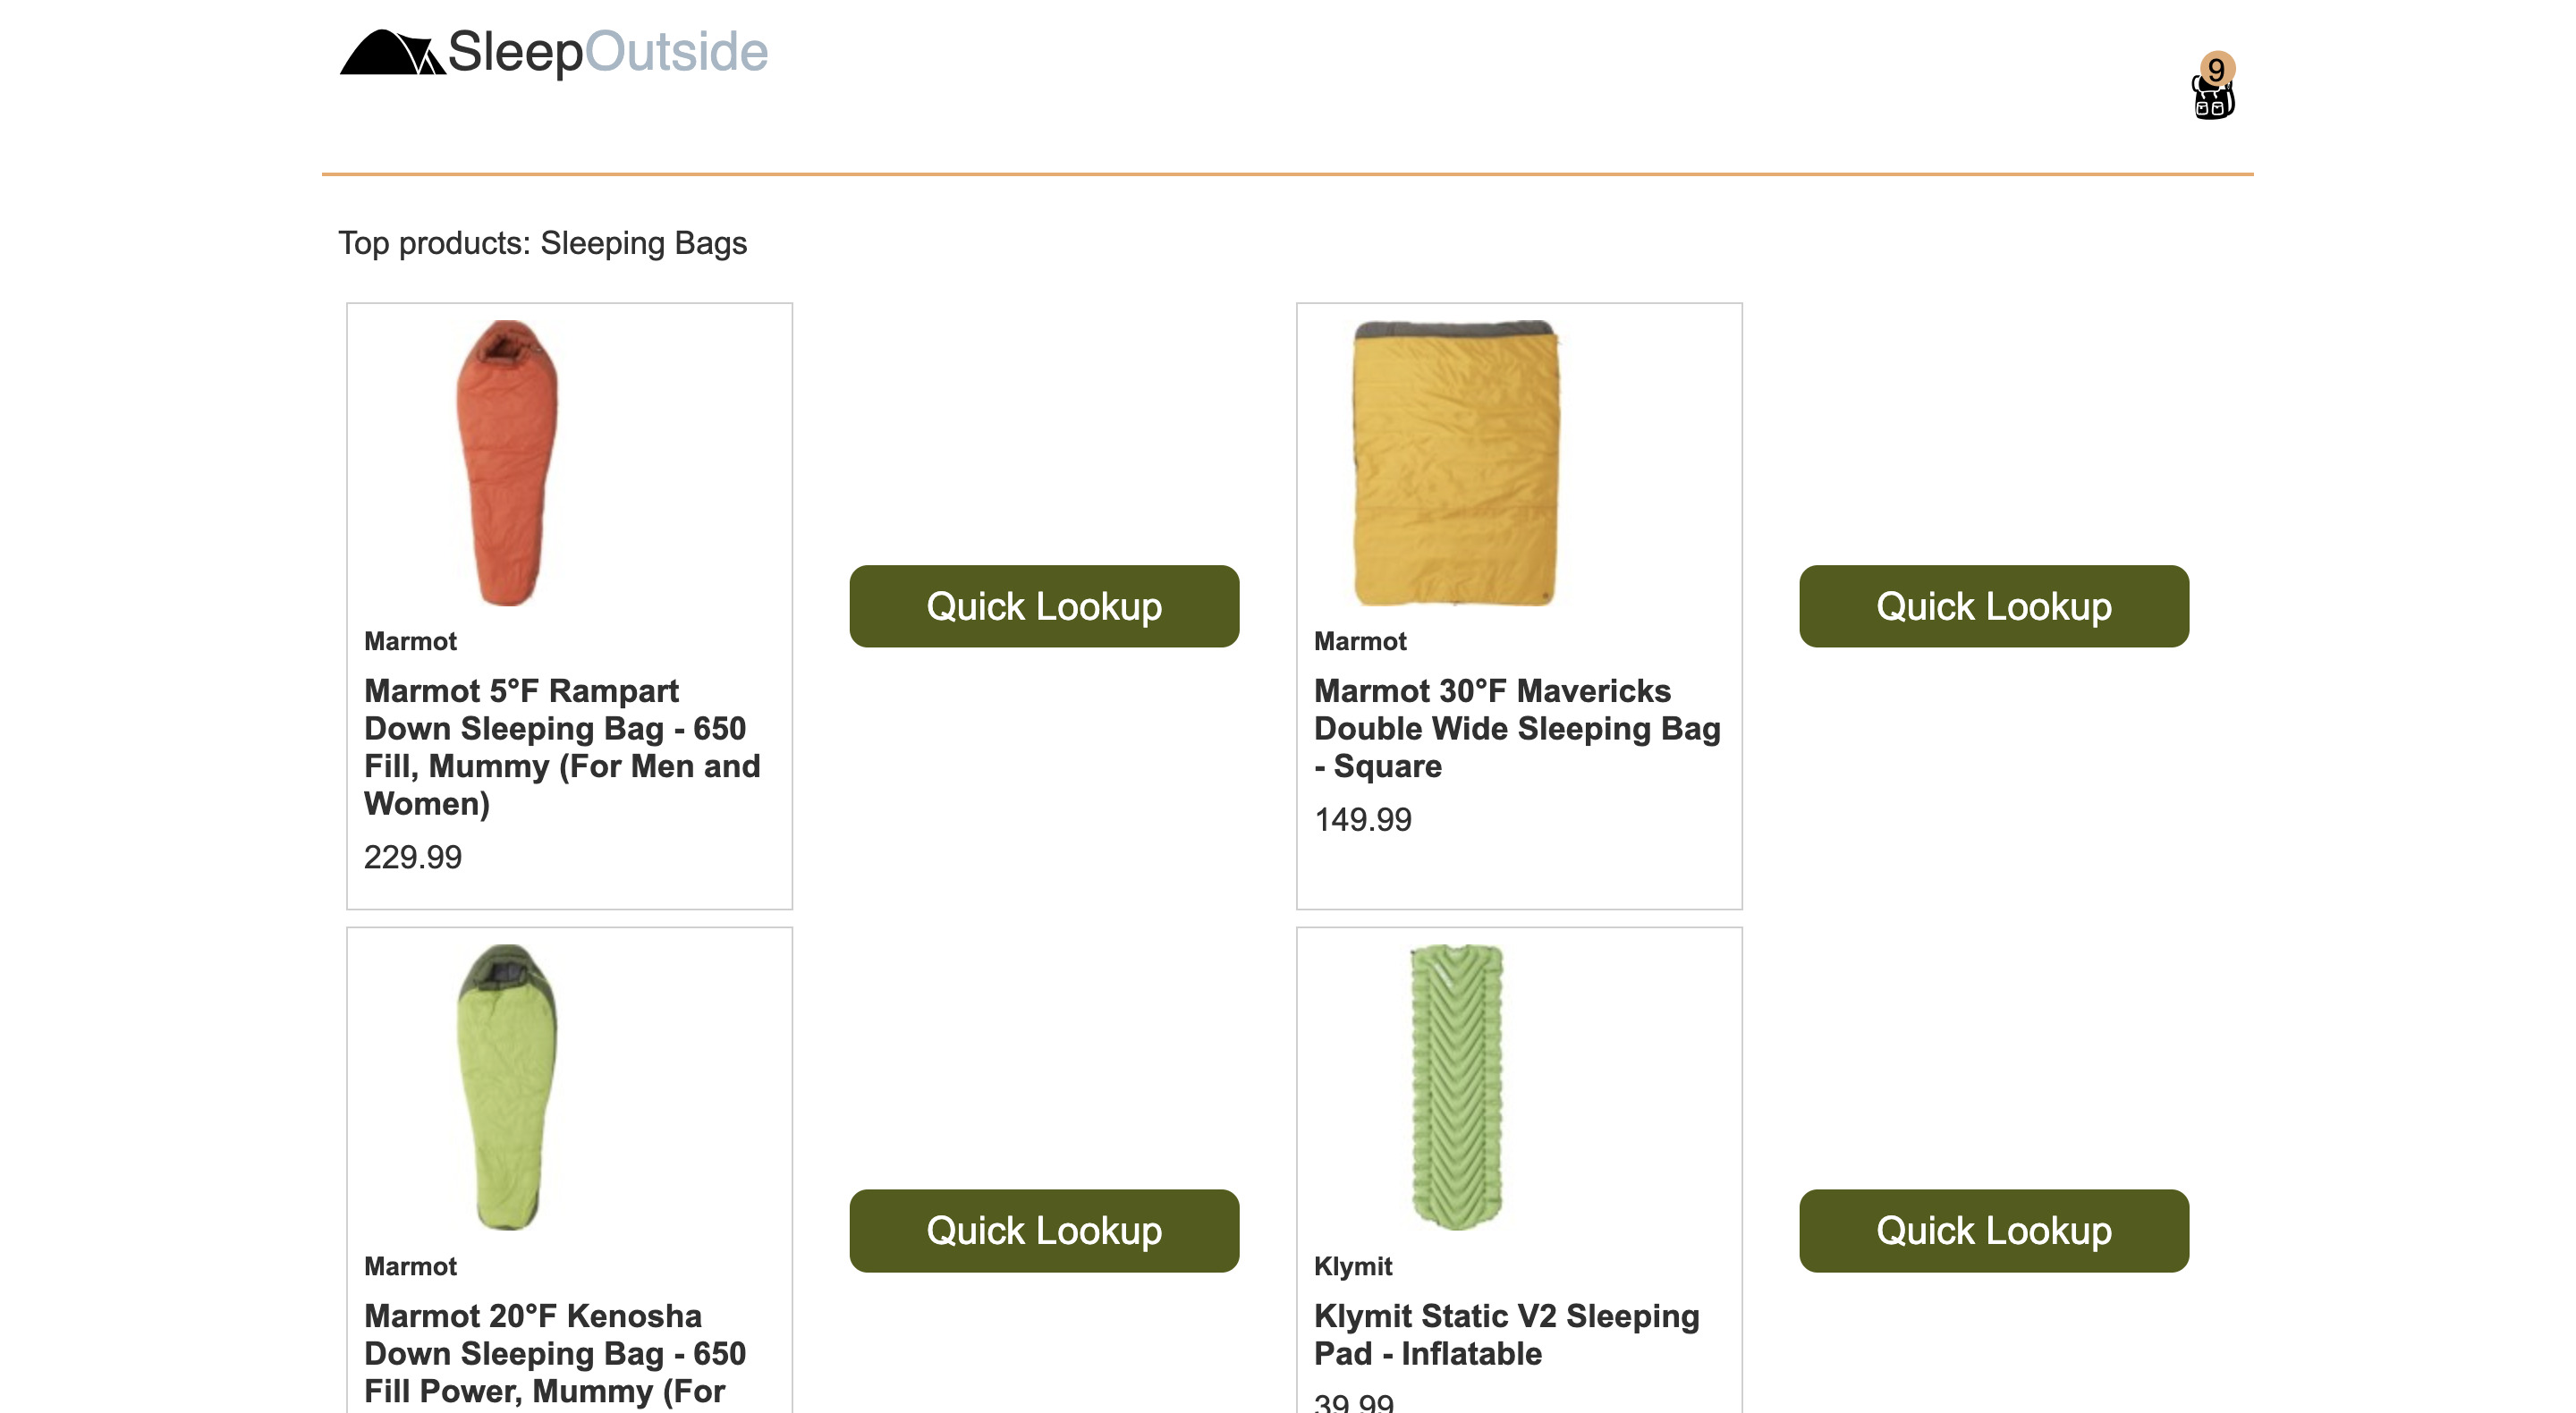 SleepOutside
9
Top products: Sleeping Bags
Marmot
Marmot 5°F Rampart
Down Sleeping Bag - 650
Fill, Mummy (For Men and
Women)
229.99
Quick Lookup
Marmot
Marmot 30°F Mavericks
Double Wide Sleeping Bag
- Square
149.99
Quick Lookup
Marmot
Marmot 20°F Kenosha
Down Sleeping Bag - 650
Fill Power, Mummy (For
Quick Lookup
Klymit
Klymit Static V2 Sleeping
Pad - Inflatable
39.99
Quick Lookup